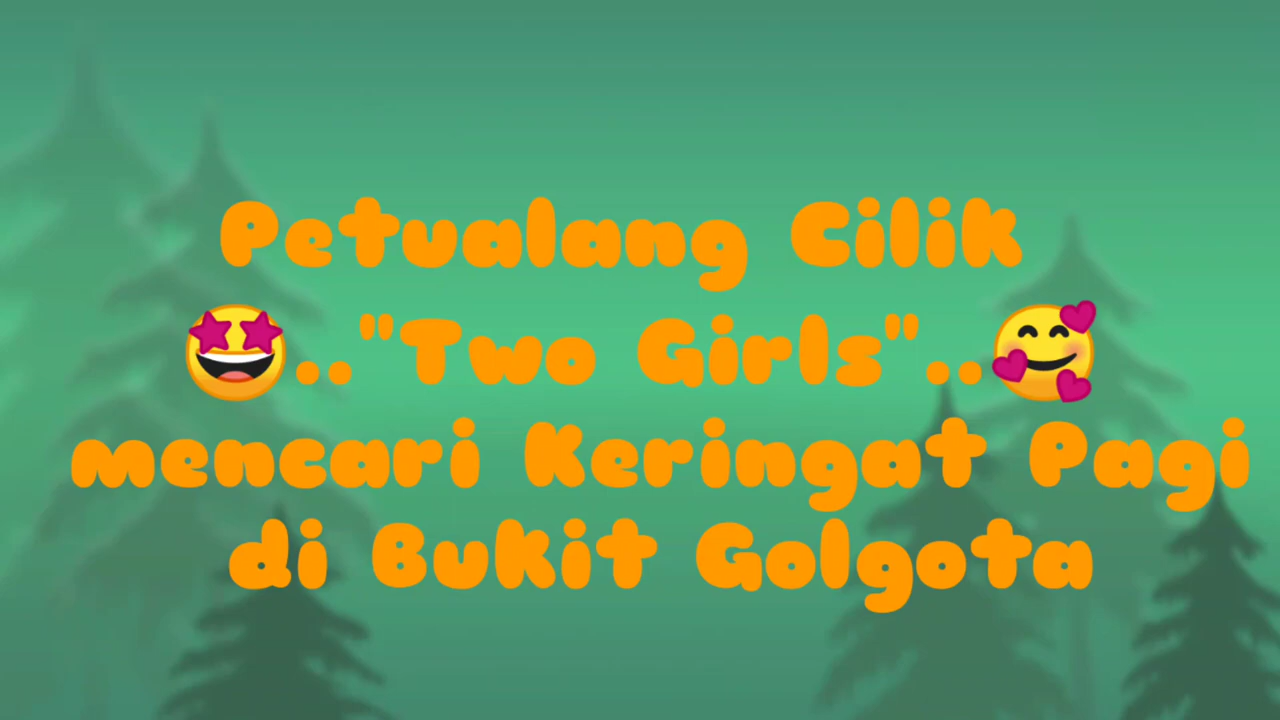 Petualang Cilik
🤩.."Two Girls"..🥰
mencari Keringat Pagi
di Bukit Golgota